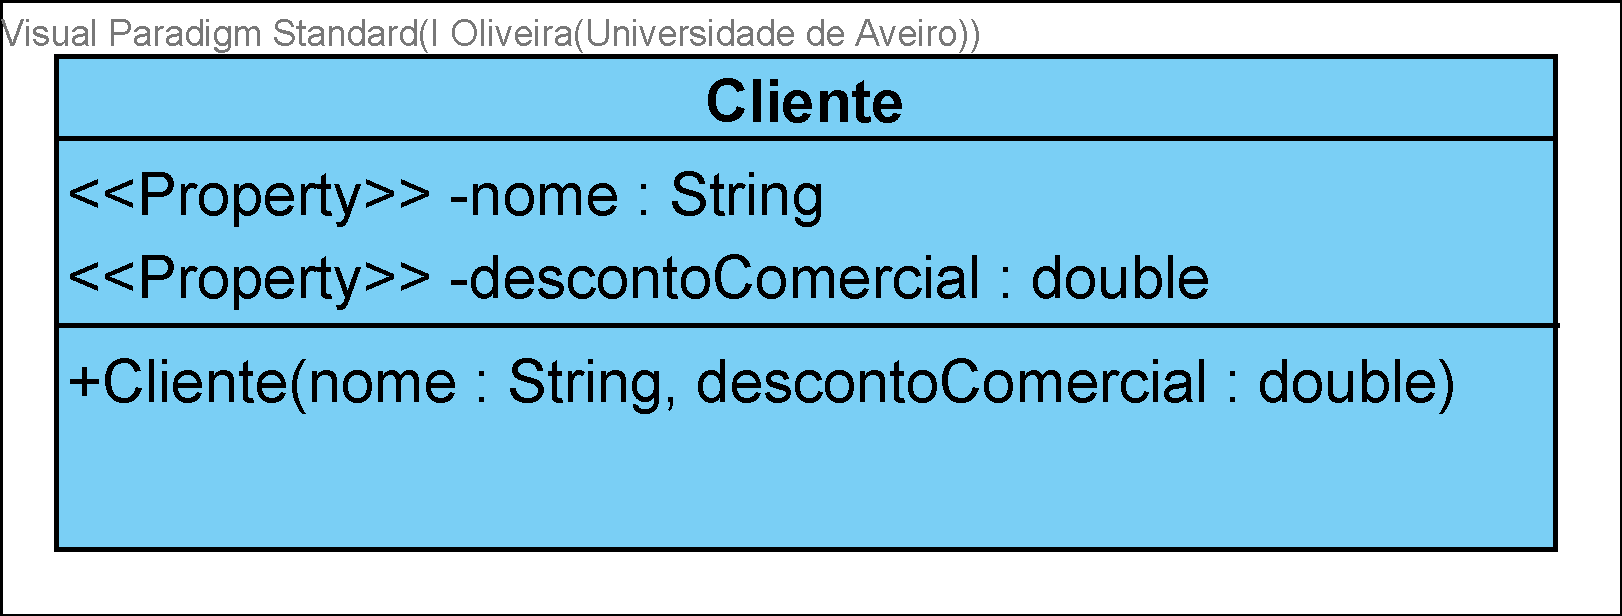 Visual Paradigm Standard(I Oliveira(Universidade de Aveiro))
Cliente
<<Property>> -nome : String
<<Property>> -descontoComercial : double
+Cliente(nome : String, descontoComercial : double)